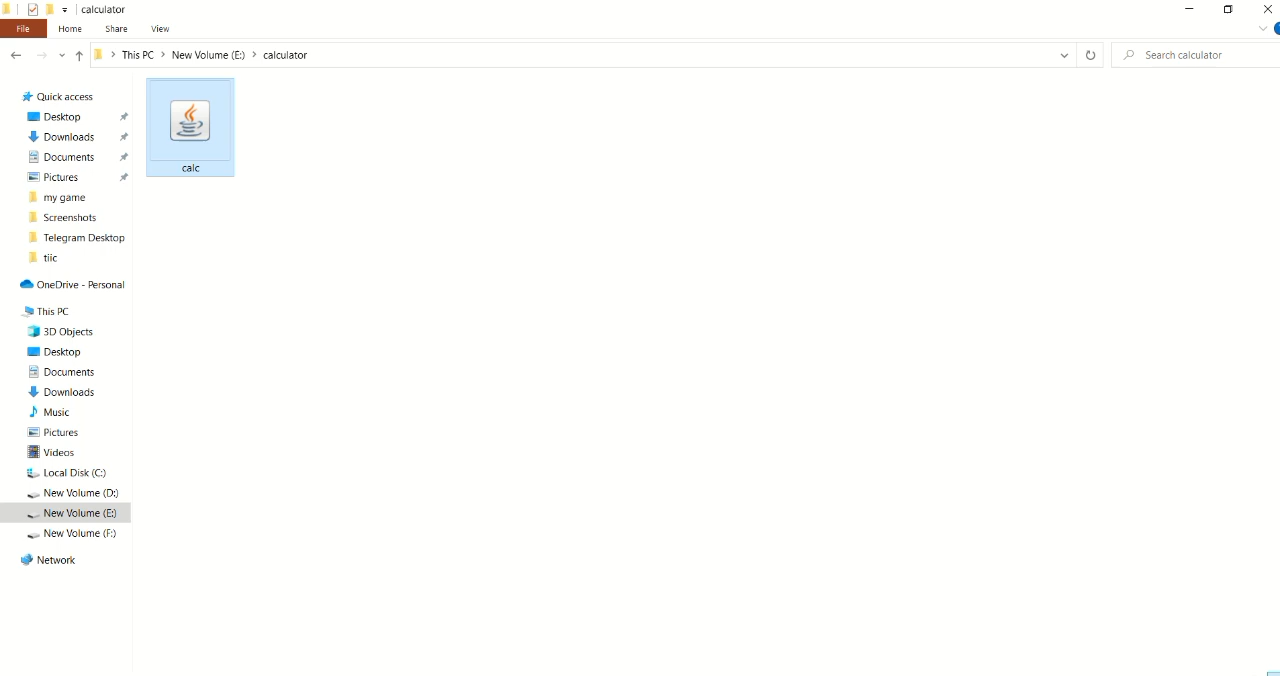 calculator
File Home Share View
This PC New Volume (E:) calculator Search calculator
Quick access
Desktop
Downloads
Documents
Pictures
my game
Screenshots
Telegram Desktop
tiic
OneDrive - Personal
This PC
3D Objects
Desktop
Documents
Downloads
Music
Pictures
Videos
Local Disk (C:)
New Volume (D:)
New Volume (E:)
New Volume (F:)
Network
calc